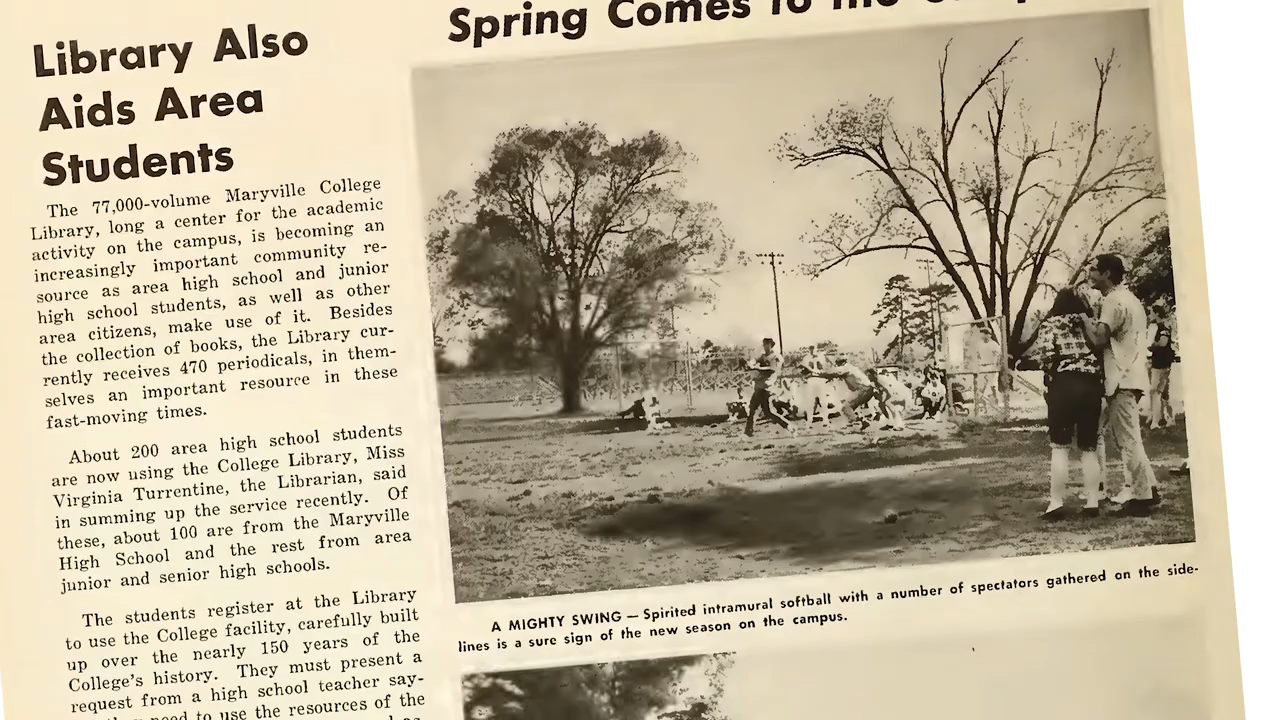 Library Also
Aids Area
Students
The 77,000-volume Maryville College
Library, long a center for the academic
activity on the campus, is becoming an
increasingly important community re-
source as area high school and junior
high school students, as well as other
area citizens, make use of it. Besides
the collection of books, the Library cur-
rently receives 470 periodicals, in them-
selves an important resource in these
fast-moving times.
About 200 area high school students
are now using the College Library, Miss
Virginia Turrentine, the Librarian, said
in summing up the service recently. Of
these, about 100 are from the Maryville
High School and the rest from area
junior and senior high schools.
The students register at the Library
to use the College facility, carefully built
up over the nearly 150 years of the
College's history. They must present a
request from a high school teacher say-
need to use the resources of the
Spring Comes to the
A MIGHTY SWING — Spirited intramural softball with a number of spectators gathered on the side-
lines is a sure sign of the new season on the campus.